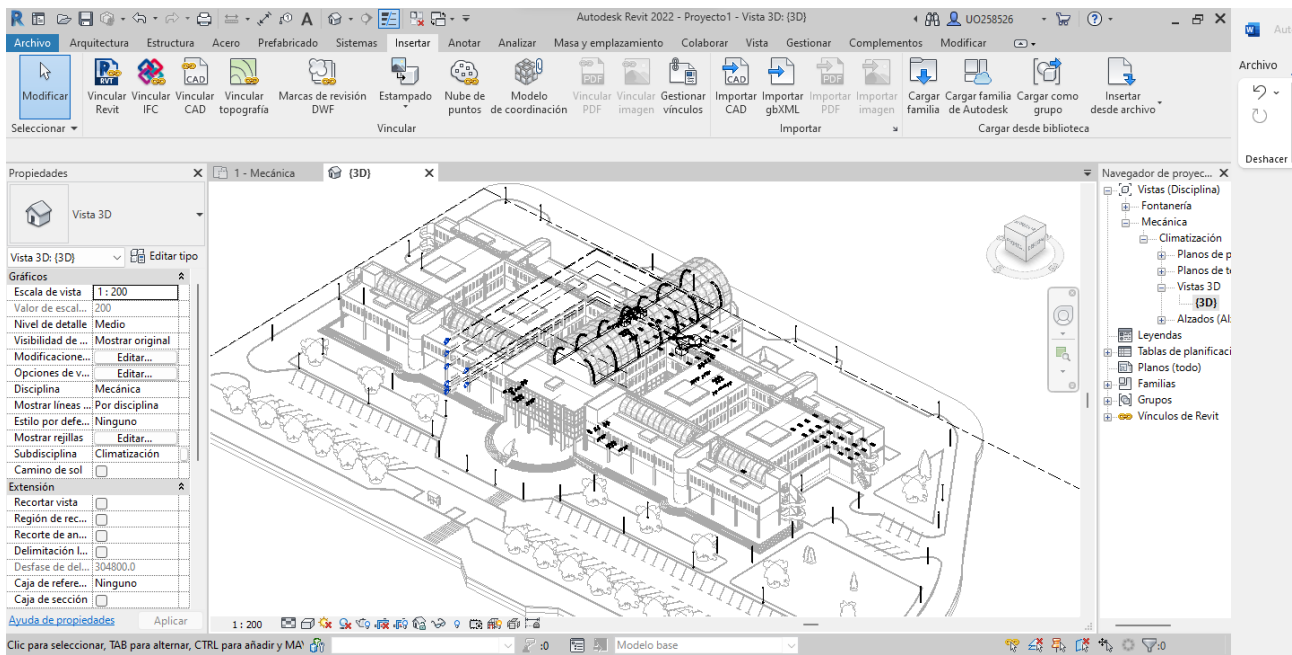 Autodesk Revit 2022 - Proyecto1 - Vista 3D: {3D}
UO258526
Archivo Arquitectura Estructura Acero Prefabricado Sistemas Insertar Anotar Analizar Masa y emplazamiento Colaborar Vista Gestionar Complementos Modificar
Modificar
Vincular Revit
Vincular IFC
Vincular CAD
Vincular topografía
Marcas de revisión DWF
Estampado
Nube de puntos
Modelo de coordinación
Vincular PDF
Vincular imagen
Gestionar vínculos
Importar CAD
Importar gbXML
Importar PDF
Importar imagen
Cargar familia
Cargar familia de Autodesk
Cargar como grupo
Insertar desde archivo
Seleccionar
Vincular
Importar
Cargar desde biblioteca
Aut
Archivo
Deshacer
Propiedades
Vista 3D
Vista 3D: {3D} Editar tipo
Gráficos
Escala de vista 1 : 200
Valor de escal... 200
Nivel de detalle Medio
Visibilidad de ... Mostrar original
Modificacione... Editar...
Opciones de v... Editar...
Disciplina Mecánica
Mostrar líneas ... Por disciplina
Estilo por defe... Ninguno
Mostrar rejillas Editar...
Subdisciplina Climatización
Camino de sol
Extensión
Recortar vista
Región de rec...
Recorte de an...
Delimitación l...
Desfase de del... 304800.0
Caja de refere... Ninguno
Caja de sección
Ayuda de propiedades Aplicar
1 - Mecánica
{3D}
1 : 200
Navegador de proyec...
Vistas (Disciplina)
Fontanería
Mecánica
Climatización
Planos de p
Planos de t
Vistas 3D
{3D}
Alzados (Al
Leyendas
Tablas de planificaci
Planos (todo)
Familias
Grupos
Vínculos de Revit
Clic para seleccionar, TAB para alternar, CTRL para añadir y MAY
:0
Modelo base
:0